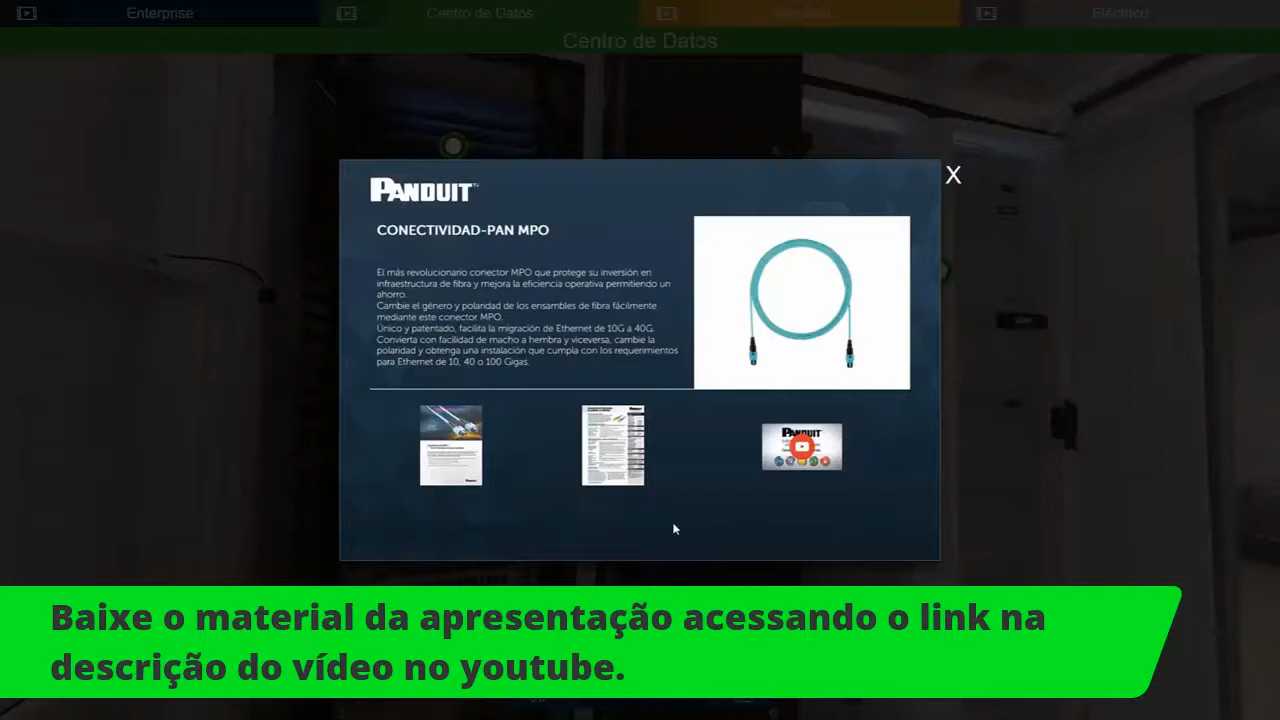 Enterprise
Centro de Datos
Eléctrico
Centro de Datos
X
PANDUIT
CONECTIVIDAD-PAN MPO
El más revolucionario conector MPO que protege su inversión en
infraestructura de fibra y mejora la eficiencia operativa permitiendo un
ahorro.
Cambie el género y polaridad de los ensambles de fibra fácilmente
mediante este conector MPO.
Único y patentado, facilita la migración de Ethernet de 10G a 40G.
Convierta con facilidad de macho a hembra y viceversa, cambie la
polaridad y obtenga una instalación que cumpla con los requerimientos
para Ethernet de 10, 40 o 100 Gigas.
PANDUIT
Baixe o material da apresentação acessando o link na
descrição do vídeo no youtube.